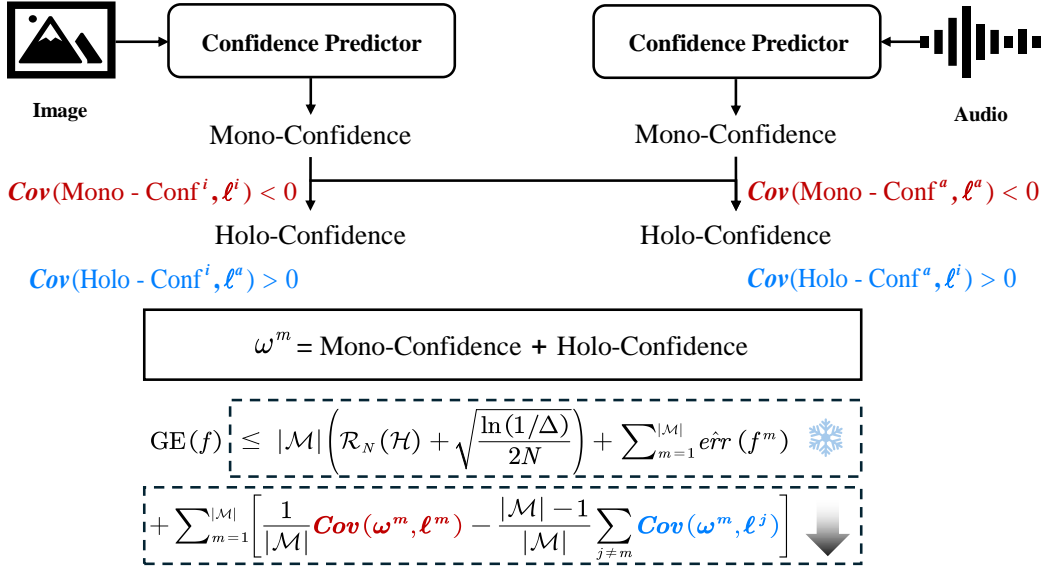 Confidence Predictor Confidence Predictor
Image Audio
Mono-Confidence Mono-Confidence
Cov(Mono - Conf^i, ℓ^i) < 0 Cov(Mono - Conf^a, ℓ^a) < 0
Holo-Confidence Holo-Confidence
Cov(Holo - Conf^i, ℓ^a) > 0 Cov(Holo - Conf^a, ℓ^i) > 0
ω^m = Mono-Confidence + Holo-Confidence
GE(f) ≤ |ℳ| (ℛ_N(ℋ) + √(ln(1/Δ)/2N)) + ∑_{m=1}^{|ℳ|} er̂r(f^m)
+ ∑_{m=1}^{|ℳ|} [1/|ℳ| Cov(ω^m, ℓ^m) − (|ℳ| − 1)/|ℳ| ∑_{j≠m} Cov(ω^m, ℓ^j)]